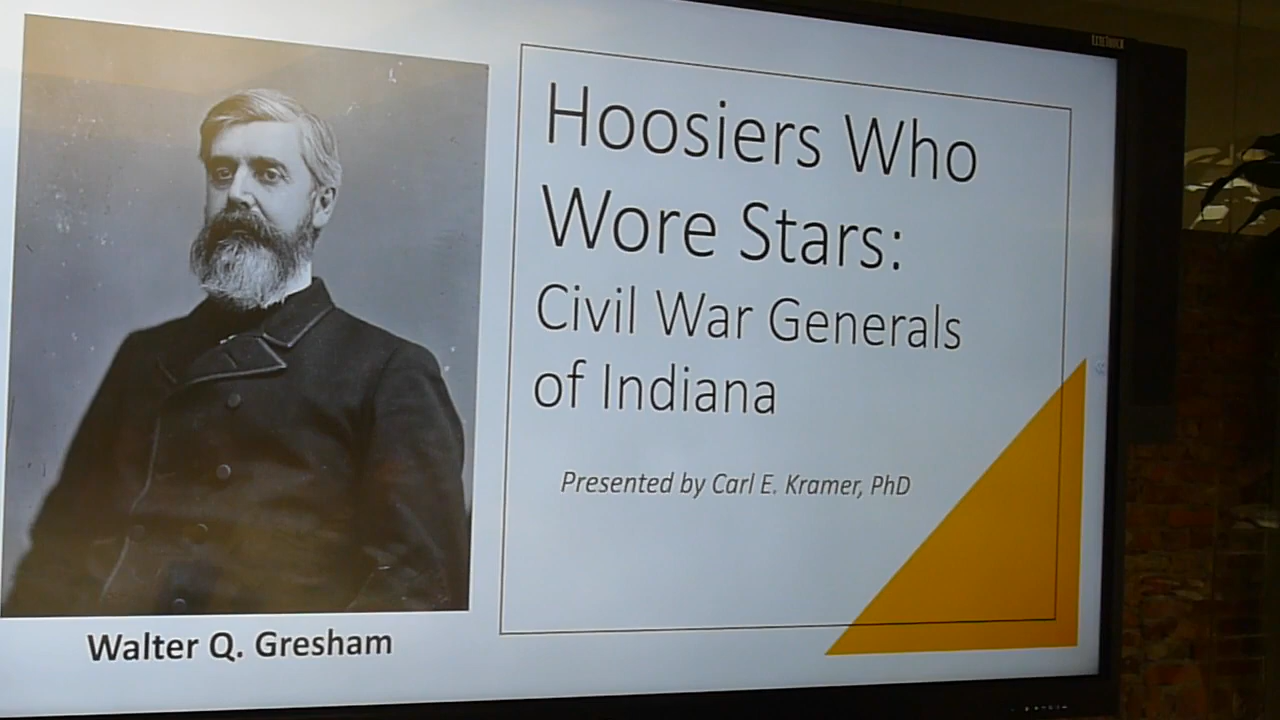 Hoosiers Who
Wore Stars:
Civil War Generals
of Indiana
Presented by Carl E. Kramer, PhD
Walter Q. Gresham